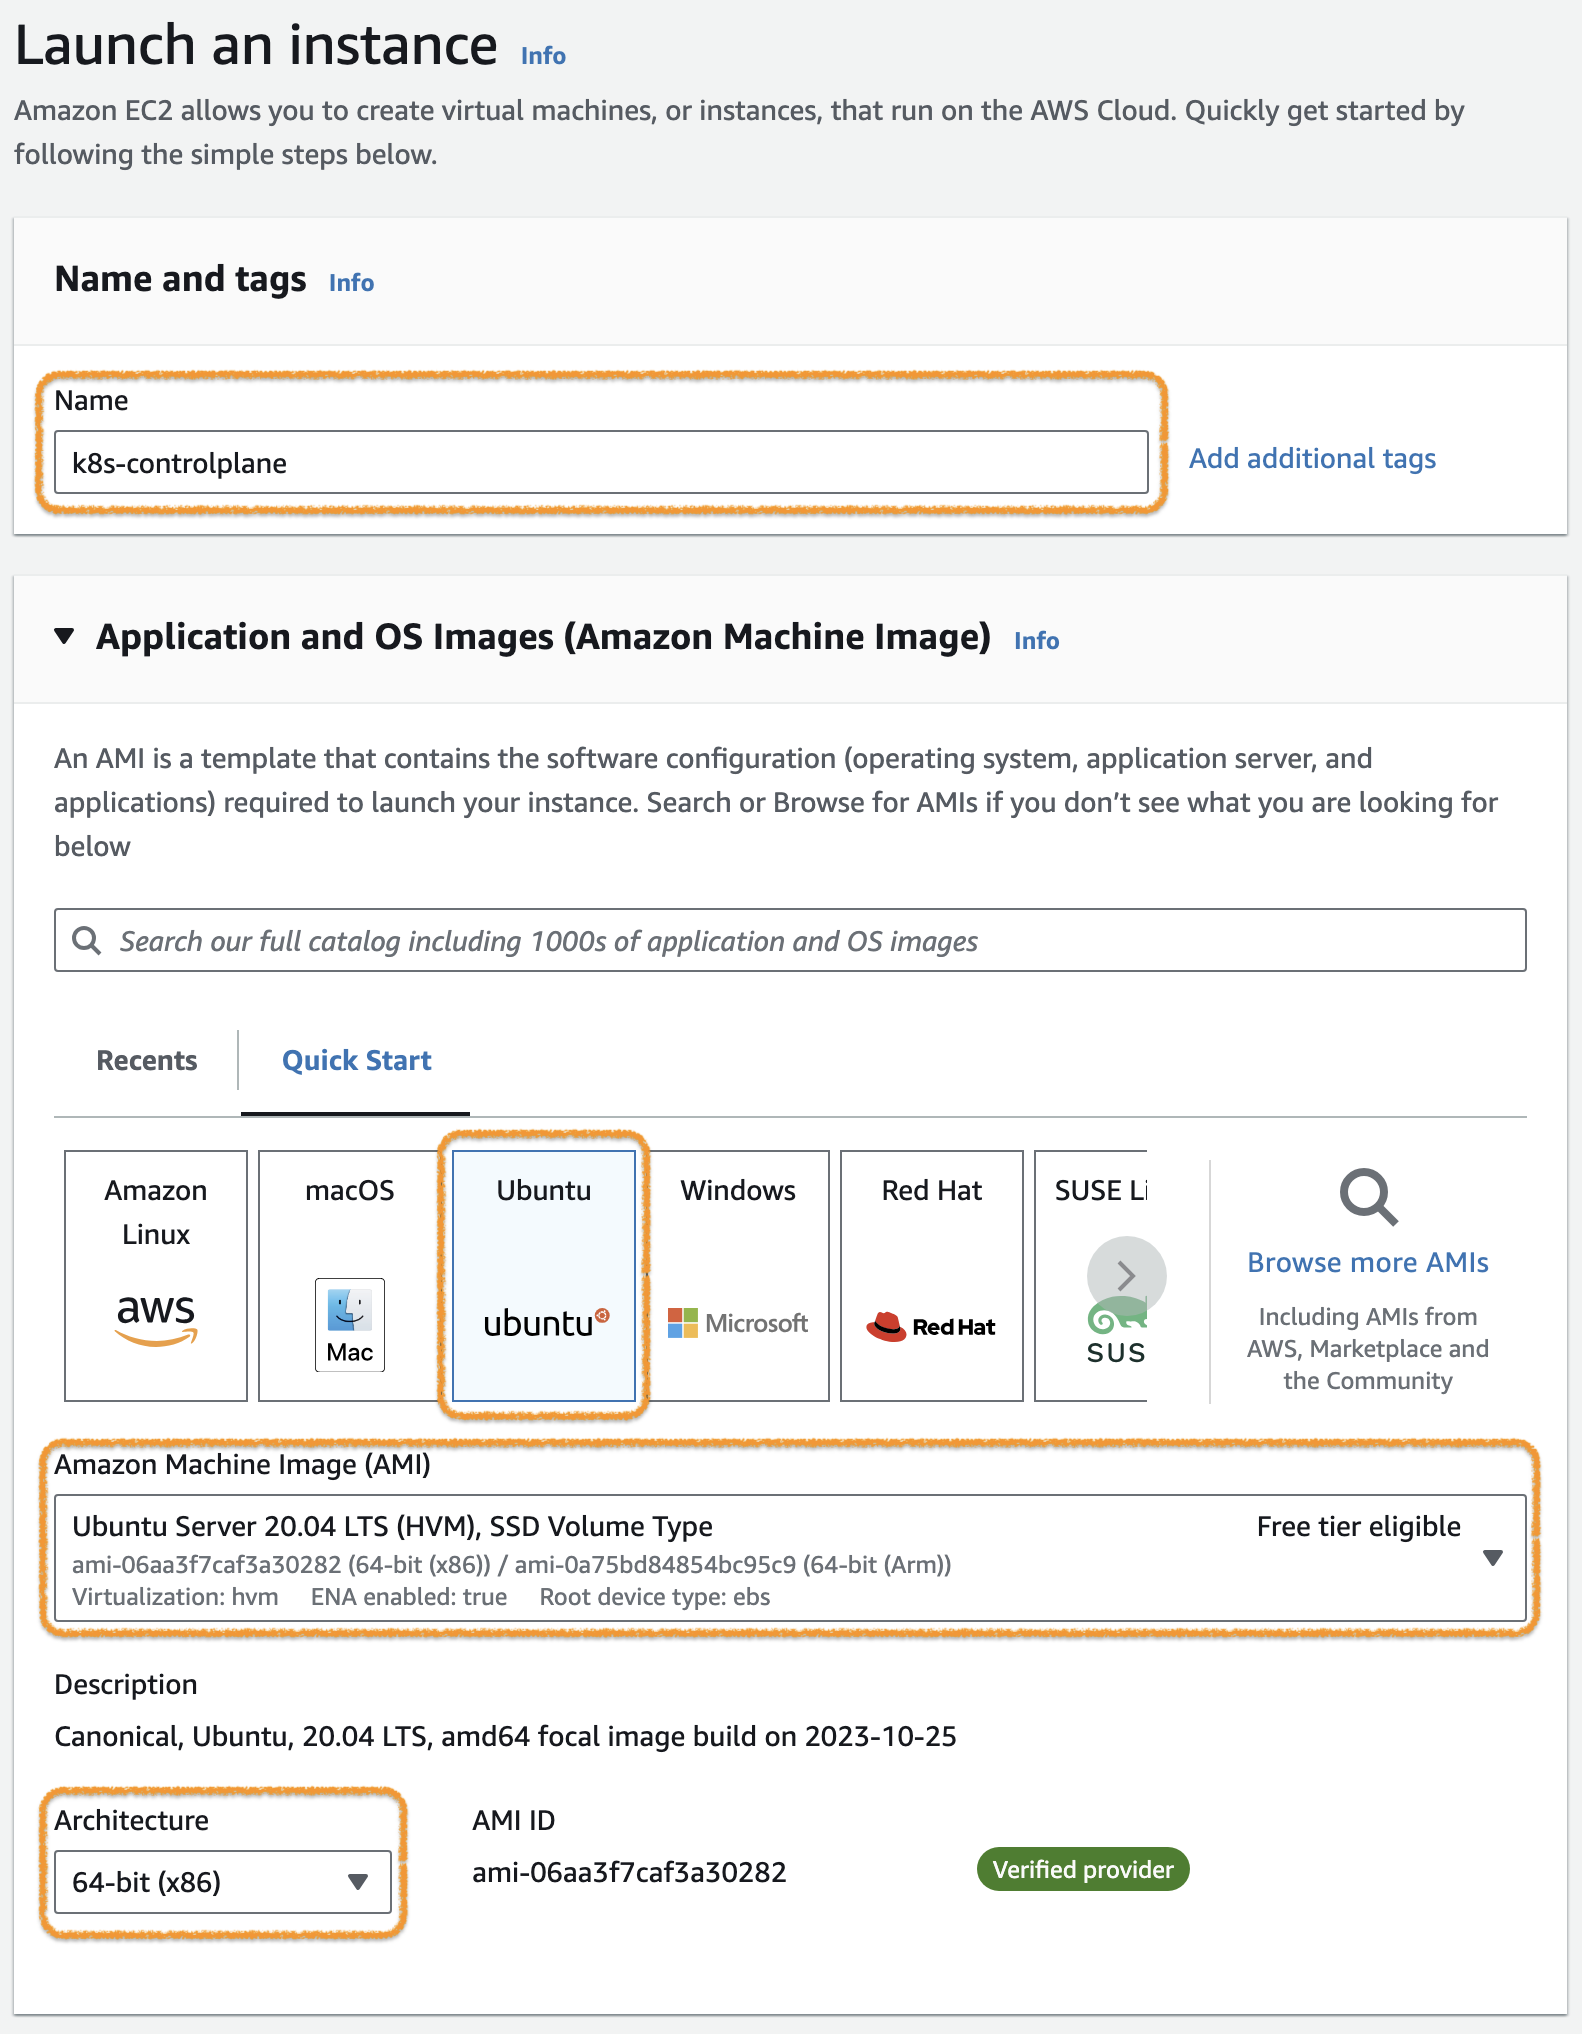 Launch an instance Info
Amazon EC2 allows you to create virtual machines, or instances, that run on the AWS Cloud. Quickly get started by
following the simple steps below.
Name and tags Info
Name
k8s-controlplane
Add additional tags
Application and OS Images (Amazon Machine Image) Info
An AMI is a template that contains the software configuration (operating system, application server, and
applications) required to launch your instance. Search or Browse for AMIs if you don’t see what you are looking for
below
Search our full catalog including 1000s of application and OS images
Recents
Quick Start
Amazon
Linux
aws
macOS
Mac
Ubuntu
ubuntu
Windows
Microsoft
Red Hat
Red Hat
SUSE Li
SUS
Browse more AMIs
Including AMIs from
AWS, Marketplace and
the Community
Amazon Machine Image (AMI)
Ubuntu Server 20.04 LTS (HVM), SSD Volume Type
Free tier eligible
ami-06aa3f7caf3a30282 (64-bit (x86)) / ami-0a75bd84854bc95c9 (64-bit (Arm))
Virtualization: hvm ENA enabled: true Root device type: ebs
Description
Canonical, Ubuntu, 20.04 LTS, amd64 focal image build on 2023-10-25
Architecture
64-bit (x86)
AMI ID
ami-06aa3f7caf3a30282
Verified provider